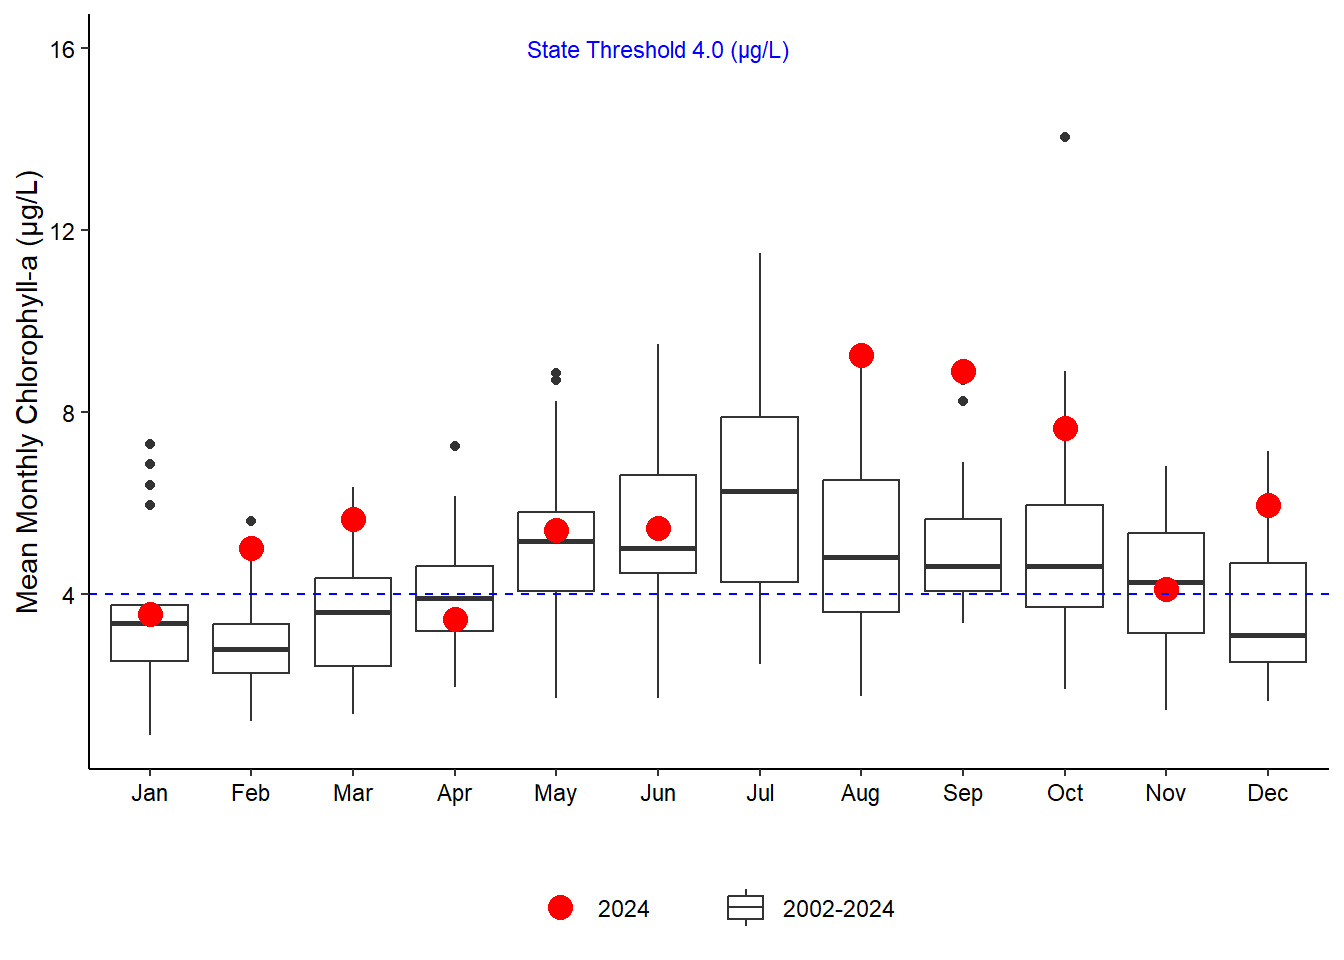 State Threshold 4.0 (µg/L)
Mean Monthly Chlorophyll-a (µg/L)
16
12
8
4
Jan Feb Mar Apr May Jun Jul Aug Sep Oct Nov Dec
2024 2002-2024